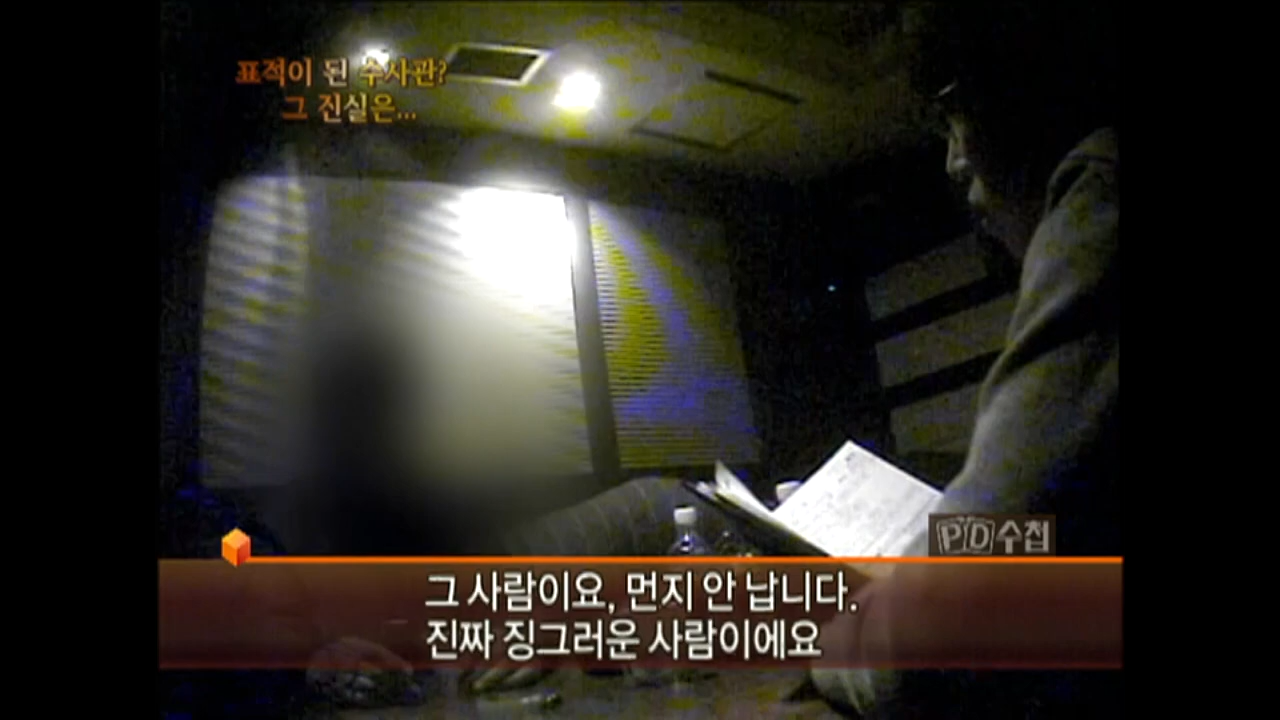 표적이 된 수사관?
그 진실은...
PD수첩
그 사람이요, 먼지 안 납니다.
진짜 징그러운 사람이에요